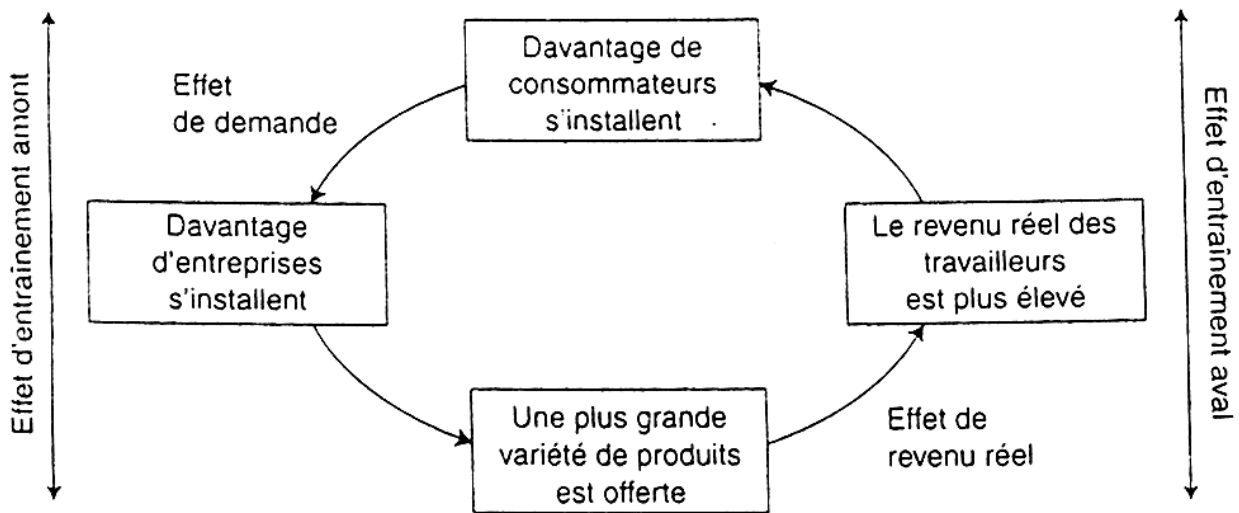 Davantage de
consommateurs
s'installent
Effet
de demande
Effet d'entraînement amont
Effet d'entraînement aval
Davantage
d'entreprises
s'installent
Le revenu réel des
travailleurs
est plus élevé
Une plus grande
variété de produits
est offerte
Effet de
revenu réel